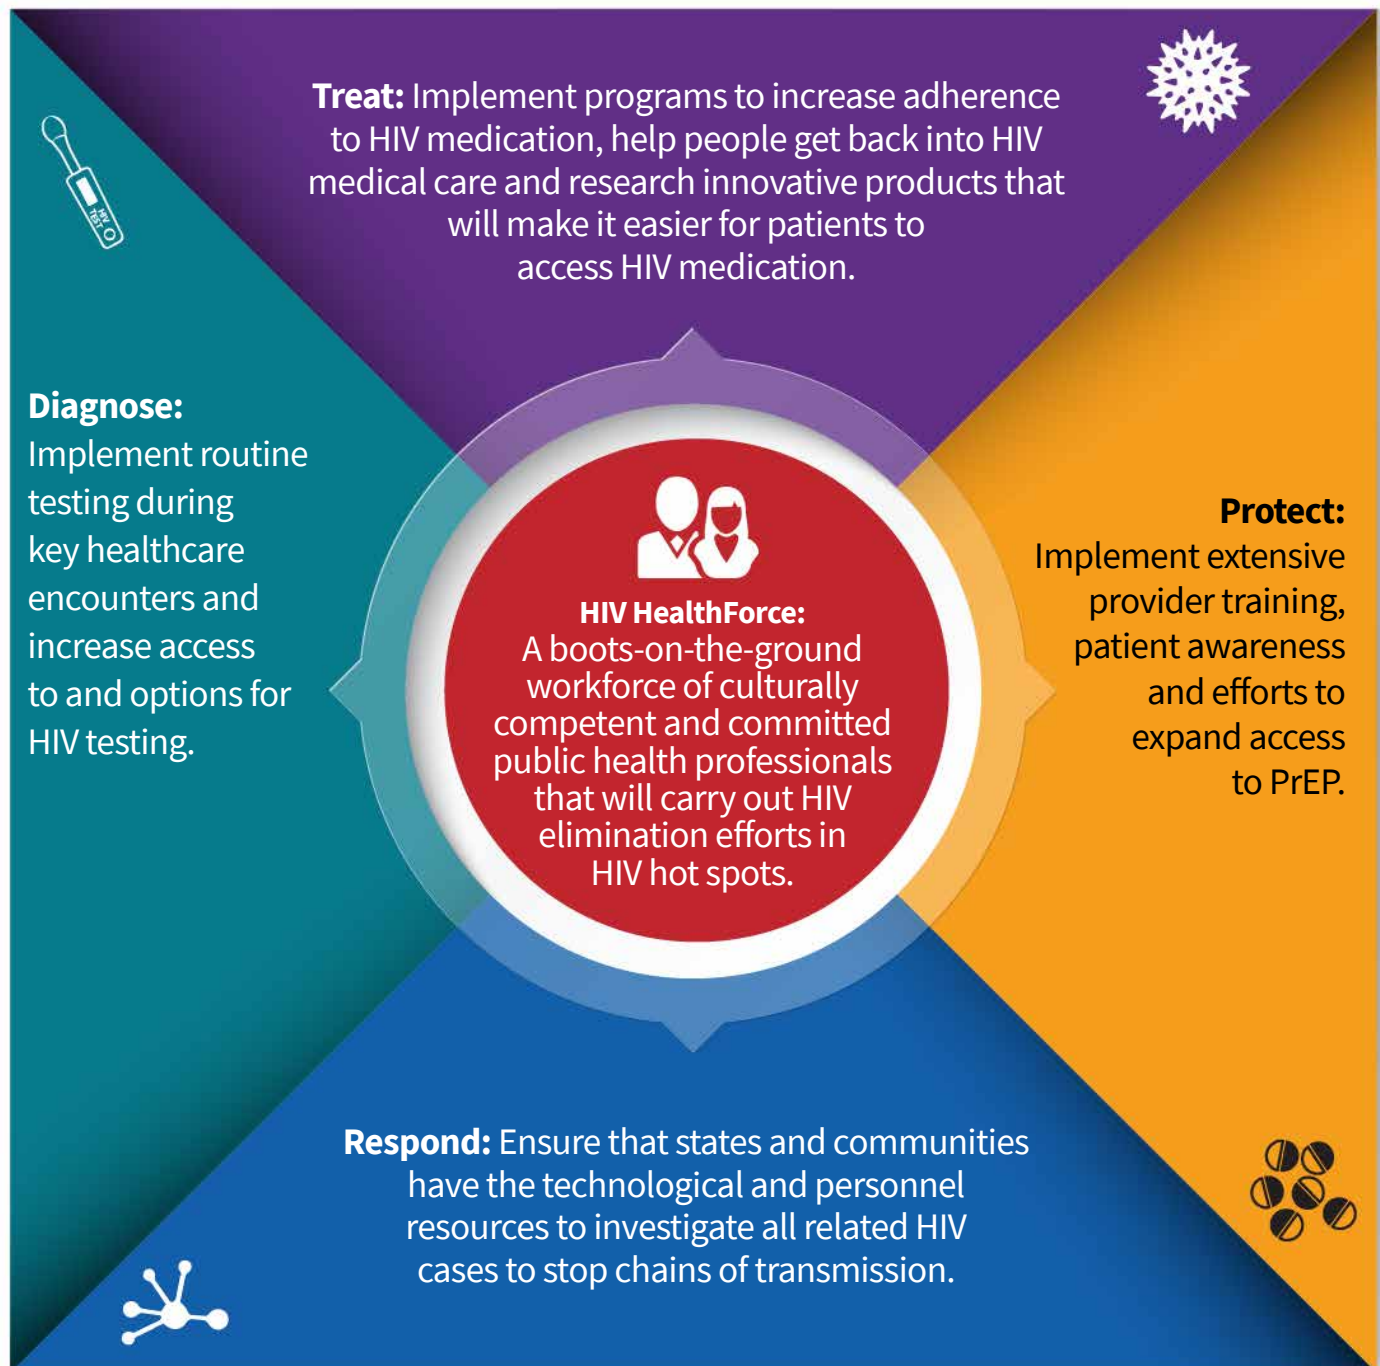 Treat: Implement programs to increase adherence
to HIV medication, help people get back into HIV
medical care and research innovative products that
will make it easier for patients to
access HIV medication.
HIV
TEST
Diagnose:
Implement routine
testing during
key healthcare
encounters and
increase access
to and options for
HIV testing.
HIV HealthForce:
A boots-on-the-ground
workforce of culturally
competent and committed
public health professionals
that will carry out HIV
elimination efforts in
HIV hot spots.
Protect:
Implement extensive
provider training,
patient awareness
and efforts to
expand access
to PrEP.
Respond: Ensure that states and communities
have the technological and personnel
resources to investigate all related HIV
cases to stop chains of transmission.